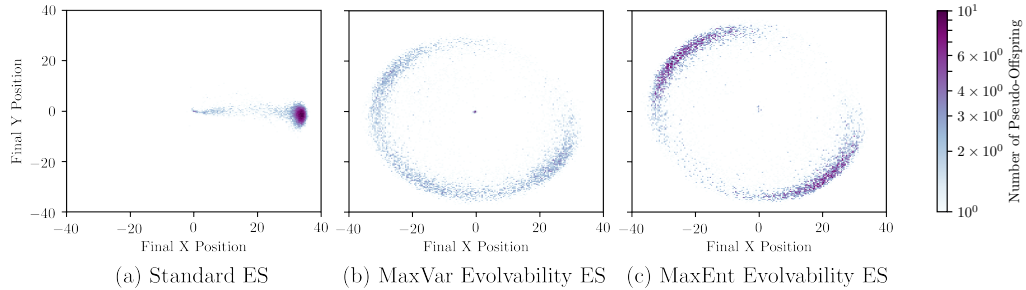 40
20
0
−20
−40
Final Y Position
−40 −20 0 20 40
Final X Position
(a) Standard ES
−40 −20 0 20 40
Final X Position
(b) MaxVar Evolvability ES
−40 −20 0 20 40
Final X Position
(c) MaxEnt Evolvability ES
10¹
6 × 10⁰
4 × 10⁰
3 × 10⁰
2 × 10⁰
10⁰
Number of Pseudo-Offspring